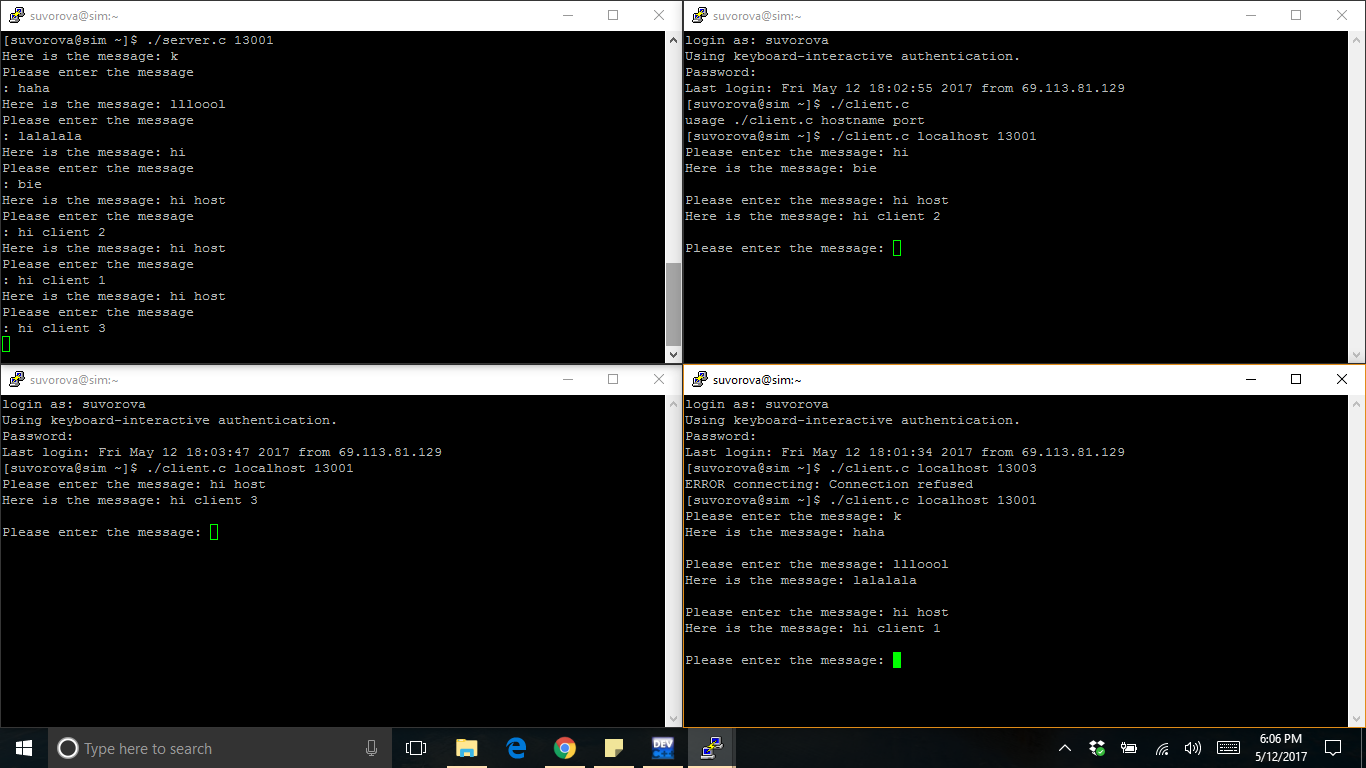 suvorova@sim:~
[suvorova@sim ~]$ ./server.c 13001
Here is the message: k
Please enter the message
: haha
Here is the message: llloool
Please enter the message
: lalalala
Here is the message: hi
Please enter the message
: bie
Here is the message: hi host
Please enter the message
: hi client 2
Here is the message: hi host
Please enter the message
: hi client 1
Here is the message: hi host
Please enter the message
: hi client 3
suvorova@sim:~
login as: suvorova
Using keyboard-interactive authentication.
Password:
Last login: Fri May 12 18:02:55 2017 from 69.113.81.129
[suvorova@sim ~]$ ./client.c
usage ./client.c hostname port
[suvorova@sim ~]$ ./client.c localhost 13001
Please enter the message: hi
Here is the message: bie
Please enter the message: hi host
Here is the message: hi client 2
Please enter the message:
suvorova@sim:~
login as: suvorova
Using keyboard-interactive authentication.
Password:
Last login: Fri May 12 18:03:47 2017 from 69.113.81.129
[suvorova@sim ~]$ ./client.c localhost 13001
Please enter the message: hi host
Here is the message: hi client 3
Please enter the message:
suvorova@sim:~
login as: suvorova
Using keyboard-interactive authentication.
Password:
Last login: Fri May 12 18:01:34 2017 from 69.113.81.129
[suvorova@sim ~]$ ./client.c localhost 13003
ERROR connecting: Connection refused
[suvorova@sim ~]$ ./client.c localhost 13001
Please enter the message: k
Here is the message: haha
Please enter the message: llloool
Here is the message: lalalala
Please enter the message: hi host
Here is the message: hi client 1
Please enter the message:
Type here to search
DEV
6:06 PM
5/12/2017